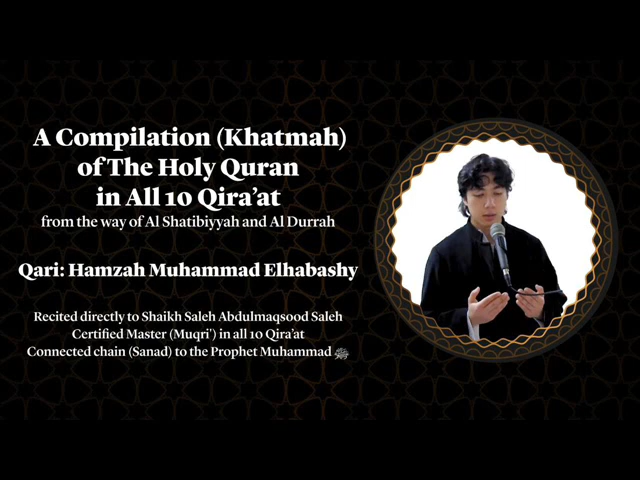 A Compilation (Khatmah)
of The Holy Quran
in All 10 Qira'at
from the way of Al Shatibiyyah and Al Durrah
Qari: Hamzah Muhammad Elhabashy
Recited directly to Shaikh Saleh Abdulmaqsood Saleh
Certified Master (Muqri') in all 10 Qira'at
Connected chain (Sanad) to the Prophet Muhammad ﷺ